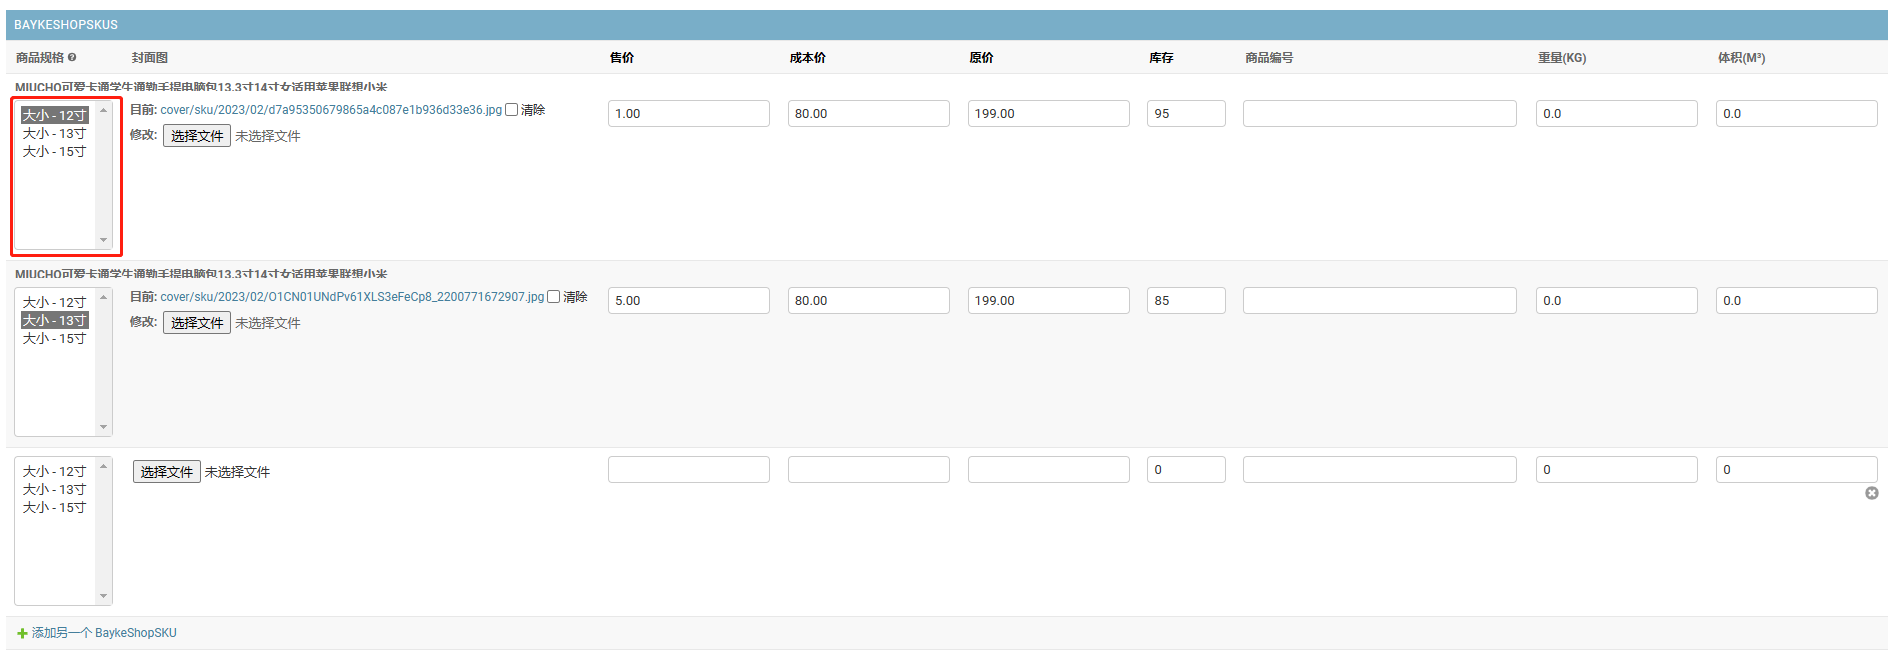 BAYKESHOPSKUS
商品规格 封面图 售价 成本价 原价 库存 商品编号 重量(KG) 体积(M³)
MIUCHO可爱卡通学生通勤手提电脑包13.3寸14寸女适用苹果联想小米
大小 - 12寸
大小 - 13寸
大小 - 15寸
目前: cover/sku/2023/02/d7a95350679865a4c087e1b936d33e36.jpg 清除
修改: 选择文件 未选择文件
1.00 80.00 199.00 95 0.0 0.0
MIUCHO可爱卡通学生通勤手提电脑包13.3寸14寸女适用苹果联想小米
大小 - 12寸
大小 - 13寸
大小 - 15寸
目前: cover/sku/2023/02/O1CN01UNdPv61XLS3eFeCp8_2200771672907.jpg 清除
修改: 选择文件 未选择文件
5.00 80.00 199.00 85 0.0 0.0
大小 - 12寸
大小 - 13寸
大小 - 15寸
选择文件 未选择文件
0 0 0
添加另一个 BaykeShopSKU